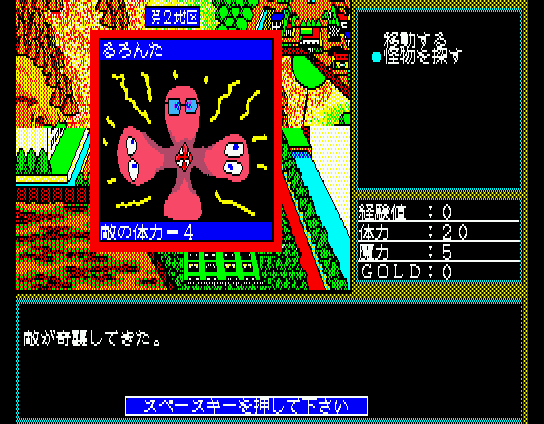 第2地区
るろんた
敵の体力＝4
移動する
●怪物を探す
経験値：0
体力：20
魔力：5
GOLD：0
敵が奇襲してきた。
スペースキーを押して下さい